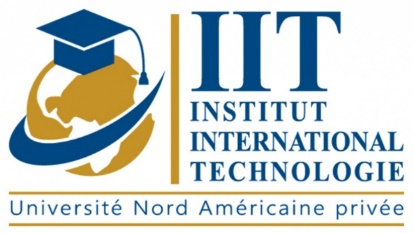 IIT
INSTITUT
INTERNATIONAL
TECHNOLOGIE
Université Nord Américaine privée